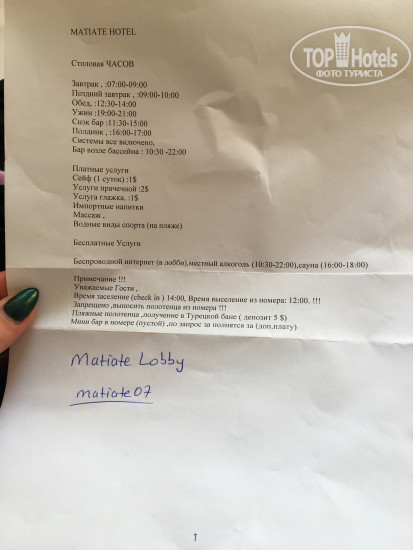 TOP Hotels
ФОТО ТУРИСТА
MATIATE HOTEL
Столовая ЧАСОВ
Завтрак , :07:00-09:00
Поздний завтрак , :09:00-10:00
Обед, :12:30-14:00
Ужин :19:00-21:00
Снэк бар :11:30-15:00
Полдник , :16:00-17:00
Системы все включено,
Бар возле бассейна : 10:30 -22:00
Платные услуги
Сейф (1 суток) :1$
Услуги прачечной :2$
Услуга глажка. :1$
Импортные напитки
Массаж ,
Водные виды спорта (на пляже)
Бесплатные Услуги
Беспроводной интернет (в лобби),местный алкоголь (10:30-22:00),сауна (16:00-18:00)
Примечание !!!
Уважаемые Гости ,
Время заселение (check in ) 14:00, Время выселение из номера: 12:00, !!!
Запрещено ,выносить полотенца из номера !!!
Пляжные полотенца ,получение в Турецкой бане ( депозит 5 $)
Мини бар в номере (пустой) ,по запрос за полнятся за (доп,плату)
Matiate Lobby
matiate07
1